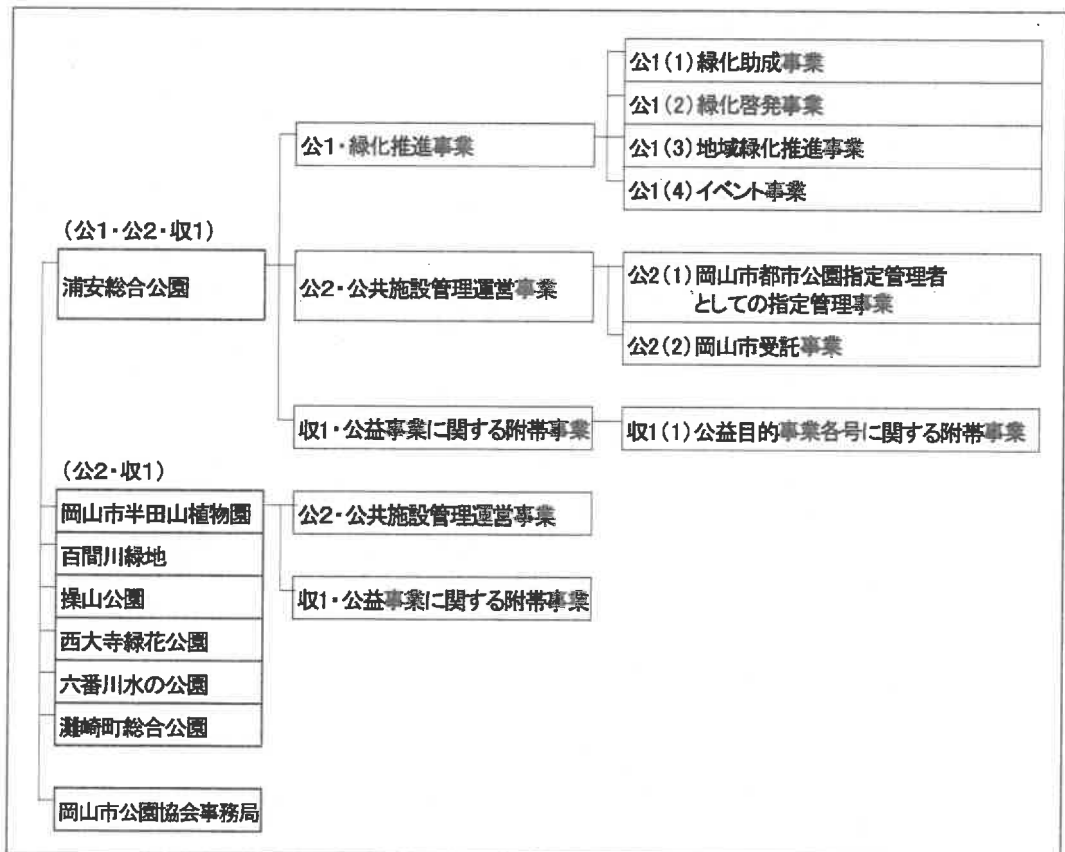 公1(1)緑化助成事業
公1(2)緑化啓発事業
公1・緑化推進事業
公1(3)地域緑化推進事業
公1(4)イベント事業
(公1・公2・収1)
浦安総合公園
公2・公共施設管理運営事業
公2(1)岡山市都市公園指定管理者
としての指定管理事業
公2(2)岡山市受託事業
収1・公益事業に関する附帯事業
収1(1)公益目的事業各号に関する附帯事業
(公2・収1)
岡山市半田山植物園
公2・公共施設管理運営事業
百間川緑地
操山公園
収1・公益事業に関する附帯事業
西大寺緑花公園
六番川水の公園
灘崎町総合公園
岡山市公園協会事務局